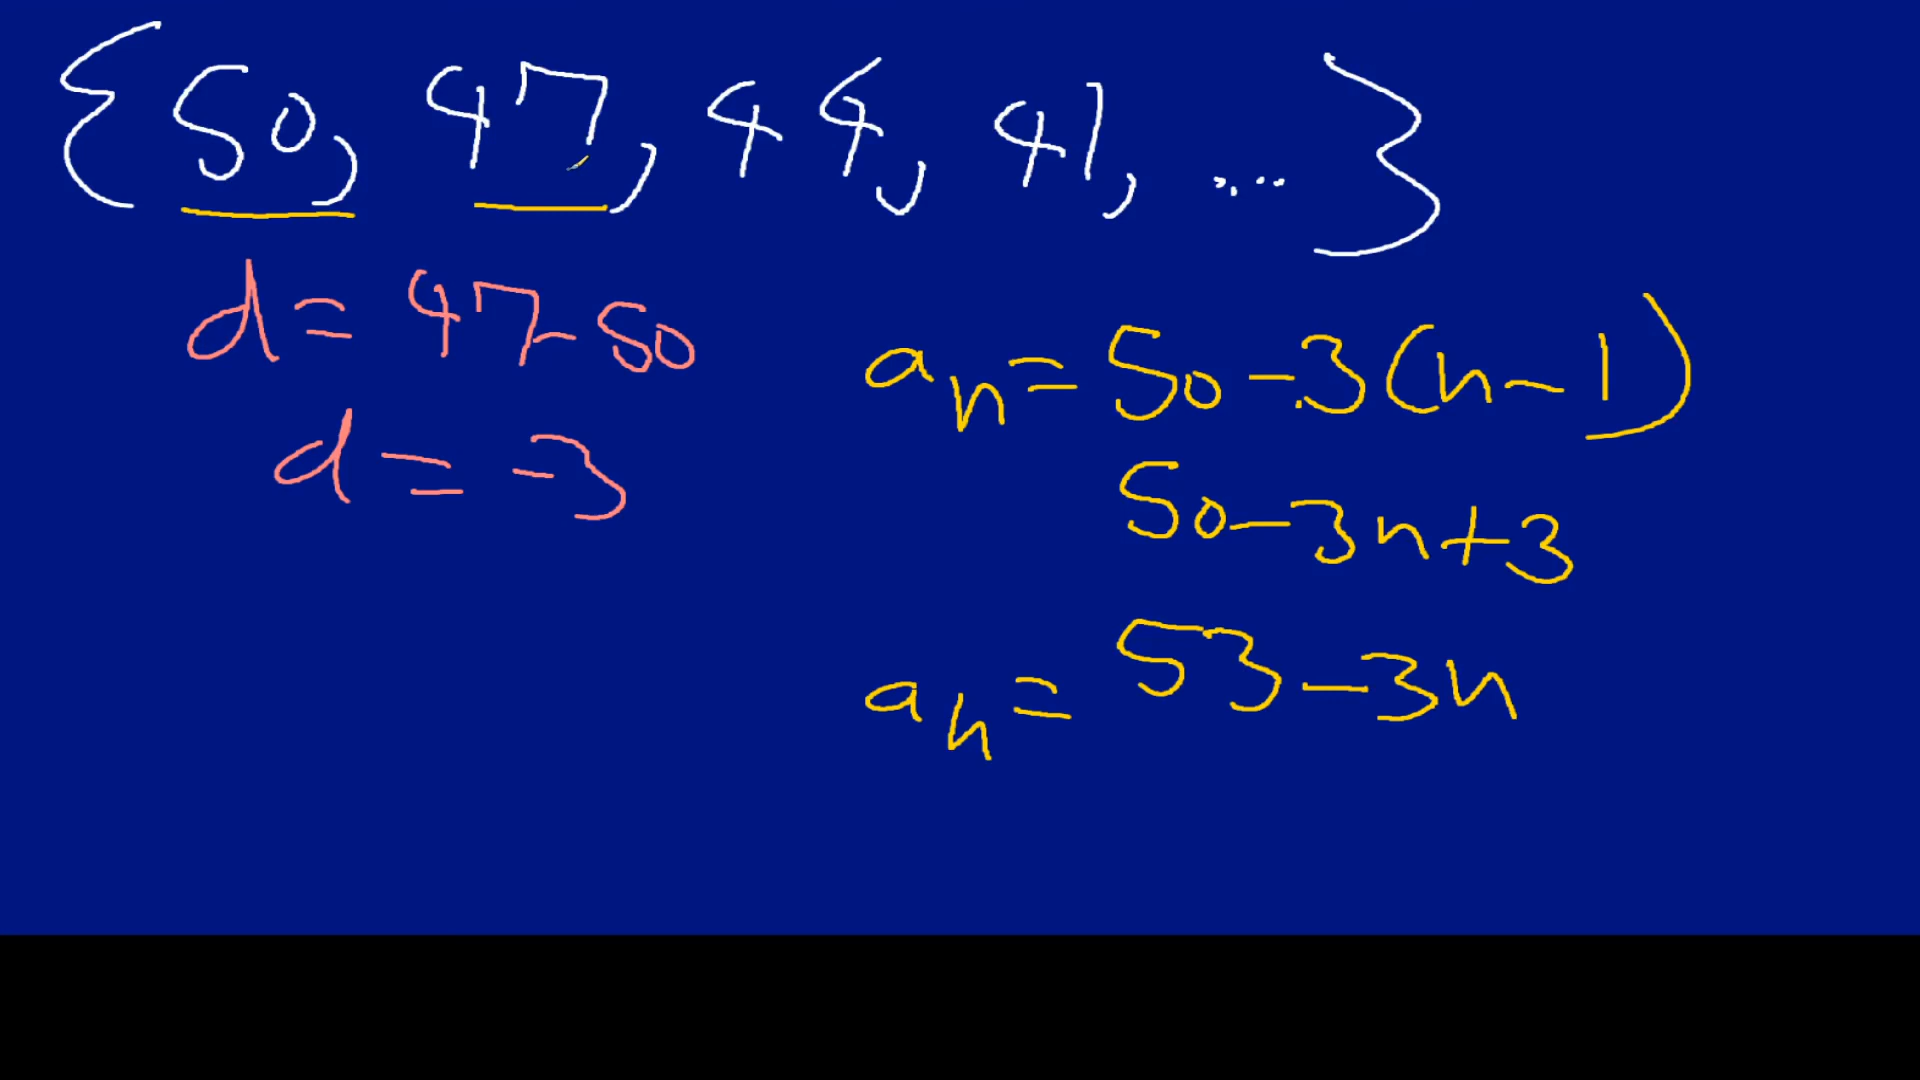 {50, 47, 44, 41, ...}
d = 47 - 50
d = -3
aₙ = 50 - 3(n - 1)
50 - 3n + 3
aₙ = 53 - 3n